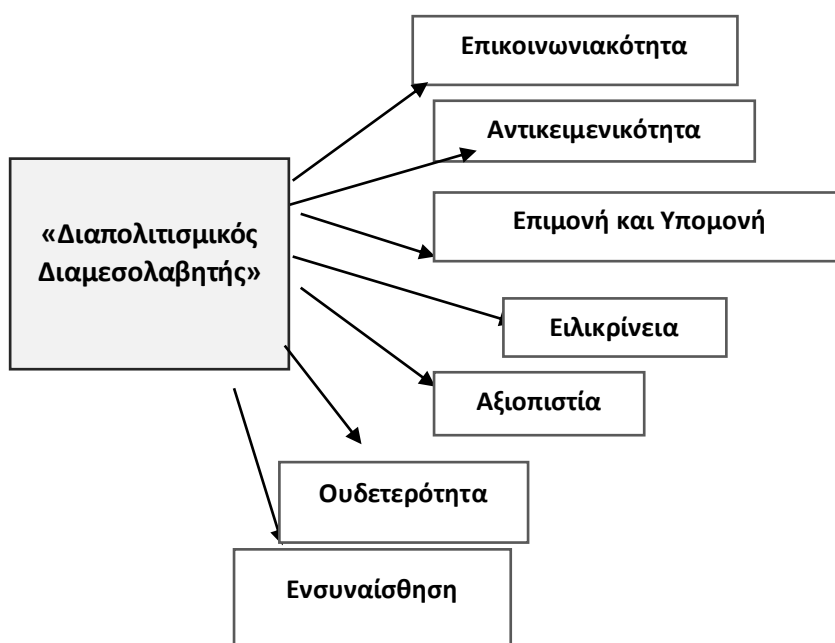 Επικοινωνιακότητα
Αντικειμενικότητα
«Διαπολιτισμικός
Διαμεσολαβητής»
Επιμονή και Υπομονή
Ειλικρίνεια
Αξιοπιστία
Ουδετερότητα
Ενσυναίσθηση